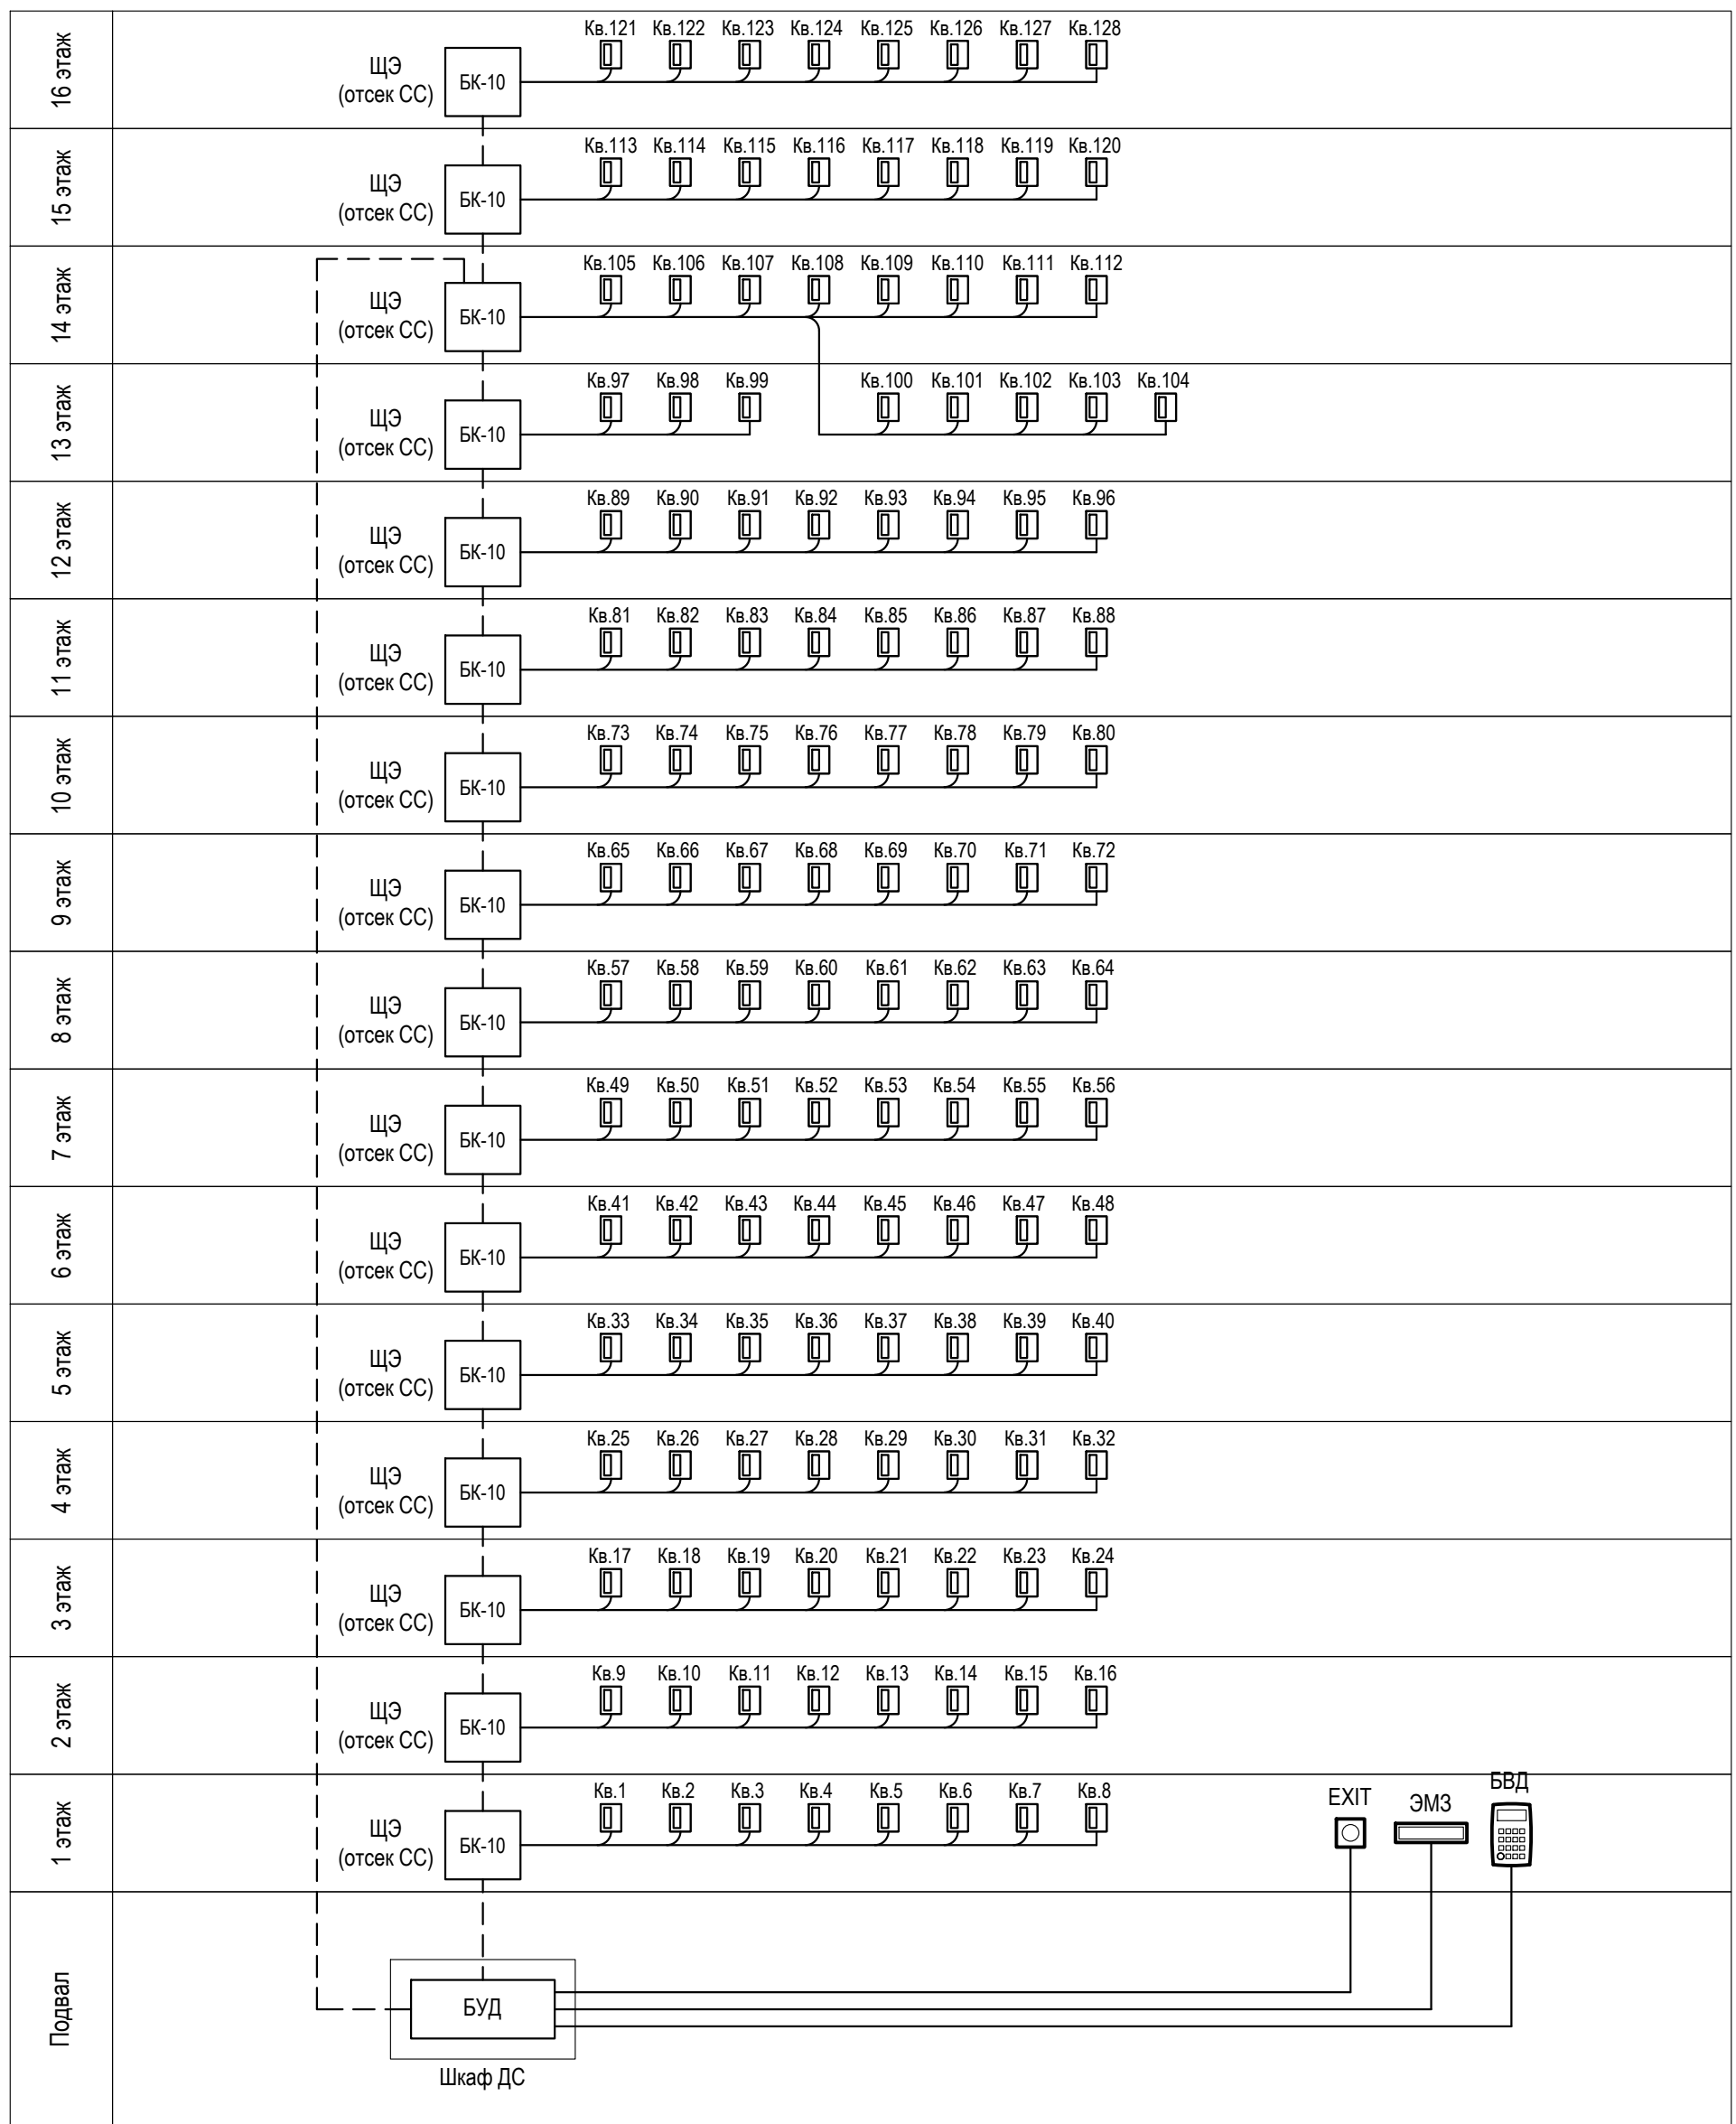 16 этаж
ЩЭ
(отсек СС)
БК-10
Кв.121 Кв.122 Кв.123 Кв.124 Кв.125 Кв.126 Кв.127 Кв.128
15 этаж
ЩЭ
(отсек СС)
БК-10
Кв.113 Кв.114 Кв.115 Кв.116 Кв.117 Кв.118 Кв.119 Кв.120
14 этаж
ЩЭ
(отсек СС)
БК-10
Кв.105 Кв.106 Кв.107 Кв.108 Кв.109 Кв.110 Кв.111 Кв.112
13 этаж
ЩЭ
(отсек СС)
БК-10
Кв.97 Кв.98 Кв.99 Кв.100 Кв.101 Кв.102 Кв.103 Кв.104
12 этаж
ЩЭ
(отсек СС)
БК-10
Кв.89 Кв.90 Кв.91 Кв.92 Кв.93 Кв.94 Кв.95 Кв.96
11 этаж
ЩЭ
(отсек СС)
БК-10
Кв.81 Кв.82 Кв.83 Кв.84 Кв.85 Кв.86 Кв.87 Кв.88
10 этаж
ЩЭ
(отсек СС)
БК-10
Кв.73 Кв.74 Кв.75 Кв.76 Кв.77 Кв.78 Кв.79 Кв.80
9 этаж
ЩЭ
(отсек СС)
БК-10
Кв.65 Кв.66 Кв.67 Кв.68 Кв.69 Кв.70 Кв.71 Кв.72
8 этаж
ЩЭ
(отсек СС)
БК-10
Кв.57 Кв.58 Кв.59 Кв.60 Кв.61 Кв.62 Кв.63 Кв.64
7 этаж
ЩЭ
(отсек СС)
БК-10
Кв.49 Кв.50 Кв.51 Кв.52 Кв.53 Кв.54 Кв.55 Кв.56
6 этаж
ЩЭ
(отсек СС)
БК-10
Кв.41 Кв.42 Кв.43 Кв.44 Кв.45 Кв.46 Кв.47 Кв.48
5 этаж
ЩЭ
(отсек СС)
БК-10
Кв.33 Кв.34 Кв.35 Кв.36 Кв.37 Кв.38 Кв.39 Кв.40
4 этаж
ЩЭ
(отсек СС)
БК-10
Кв.25 Кв.26 Кв.27 Кв.28 Кв.29 Кв.30 Кв.31 Кв.32
3 этаж
ЩЭ
(отсек СС)
БК-10
Кв.17 Кв.18 Кв.19 Кв.20 Кв.21 Кв.22 Кв.23 Кв.24
2 этаж
ЩЭ
(отсек СС)
БК-10
Кв.9 Кв.10 Кв.11 Кв.12 Кв.13 Кв.14 Кв.15 Кв.16
1 этаж
ЩЭ
(отсек СС)
БК-10
Кв.1 Кв.2 Кв.3 Кв.4 Кв.5 Кв.6 Кв.7 Кв.8
EXIT
ЭМЗ
БВД
Подвал
БУД
Шкаф ДС